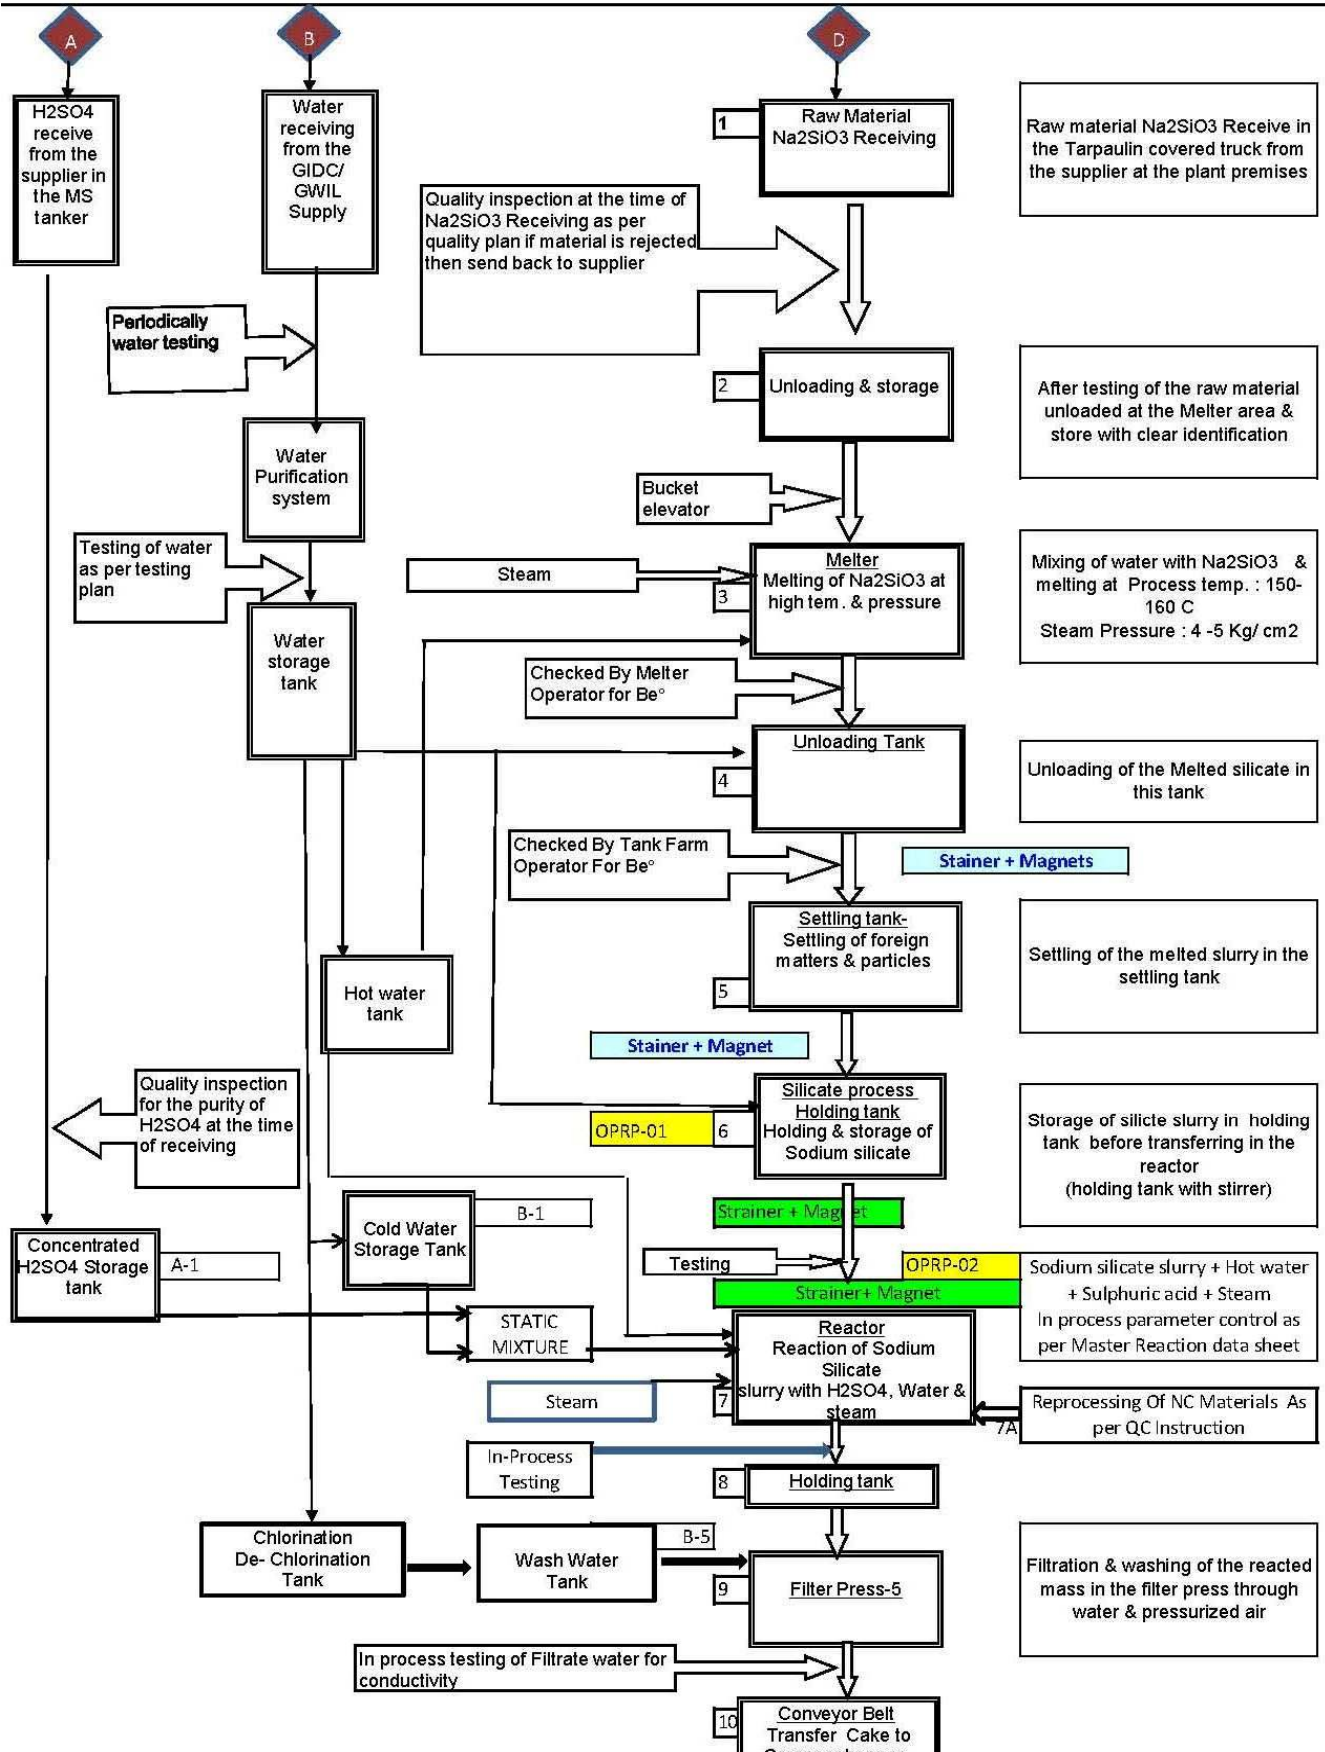 A
B
D
H2SO4
receive
from the
supplier in
the MS
tanker
Water
receiving
from the
GIDC/
GWIL
Supply
1
Raw Material
Na2SiO3 Receiving
Raw material Na2SiO3 Receive in
the Tarpaulin covered truck from
the supplier at the plant premises
Quality inspection at the time of
Na2SiO3 Receiving as per
quality plan if material is rejected
then send back to supplier
Periodically
water testing
2
Unloading & storage
After testing of the raw material
unloaded at the Melter area &
store with clear identification
Water
Purification
system
Bucket
elevator
Testing of water
as per testing
plan
Steam
Melter
Melting of Na2SiO3 at
high tem. & pressure
3
Mixing of water with Na2SiO3 &
melting at Process temp. : 150-
160 C
Steam Pressure : 4 -5 Kg/ cm2
Water
storage
tank
Checked By Melter
Operator for Be°
Unloading Tank
4
Unloading of the Melted silicate in
this tank
Checked By Tank Farm
Operator For Be°
Stainer + Magnets
Settling tank-
Settling of foreign
matters & particles
5
Settling of the melted slurry in the
settling tank
Hot water
tank
Stainer + Magnet
Quality inspection
for the purity of
H2SO4 at the time
of receiving
Silicate process
Holding tank
Holding & storage of
Sodium silicate
OPRP-01
6
Storage of silicte slurry in holding
tank before transferring in the
reactor
(holding tank with stirrer)
Cold Water
Storage Tank
B-1
Strainer + Magnet
Concentrated
H2SO4 Storage
tank
A-1
Testing
OPRP-02
Strainer+ Magnet
Sodium silicate slurry + Hot water
+ Sulphuric acid + Steam
In process parameter control as
per Master Reaction data sheet
STATIC
MIXTURE
Reactor
Reaction of Sodium
Silicate
slurry with H2SO4, Water &
steam
7
Steam
7A
Reprocessing Of NC Materials As
per QC Instruction
In-Process
Testing
8
Holding tank
Chlorination
De- Chlorination
Tank
Wash Water
Tank
B-5
9
Filter Press-5
Filtration & washing of the reacted
mass in the filter press through
water & pressurized air
In process testing of Filtrate water for
conductivity
10
Conveyor Belt
Transfer Cake to